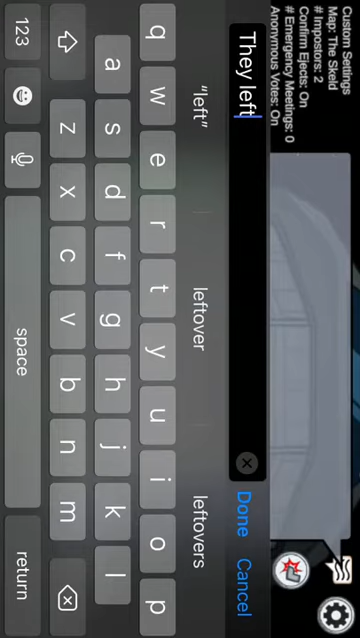 Custom Settings
Map: The Skeld
# Impostors: 2
Confirm Ejects: On
# Emergency Meetings: 0
Anonymous Votes: On
They left
Done
Cancel
"left"
leftover
leftovers
q w e r t y u i o p
a s d f g h j k l
z x c v b n m
123
space
return